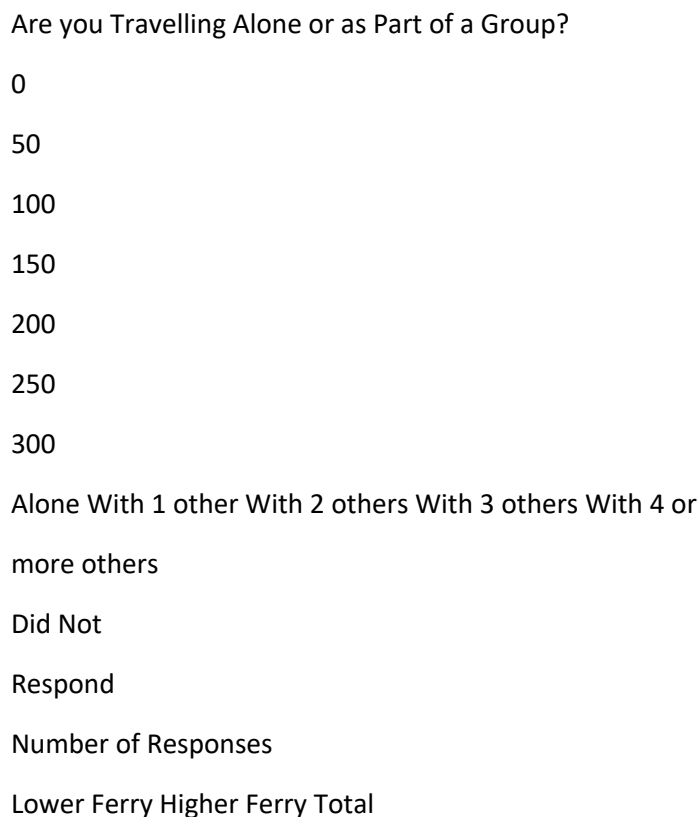 Are you Travelling Alone or as Part of a Group?
0
50
100
150
200
250
300
Alone With 1 other With 2 others With 3 others With 4 or
more others
Did Not
Respond
Number of Responses
Lower Ferry Higher Ferry Total